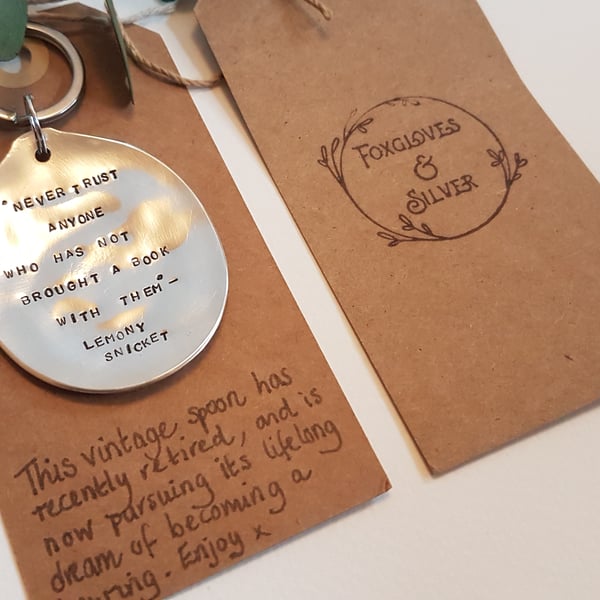 "NEVER TRUST
ANYONE
WHO HAS NOT
BROUGHT A BOOK
WITH THEM" -
LEMONY
SNICKET
This vintage spoon has
recently retired, and is
now pursuing its lifelong
dream of becoming a
Enjoy x
FOXGLOVES
&
SILVER